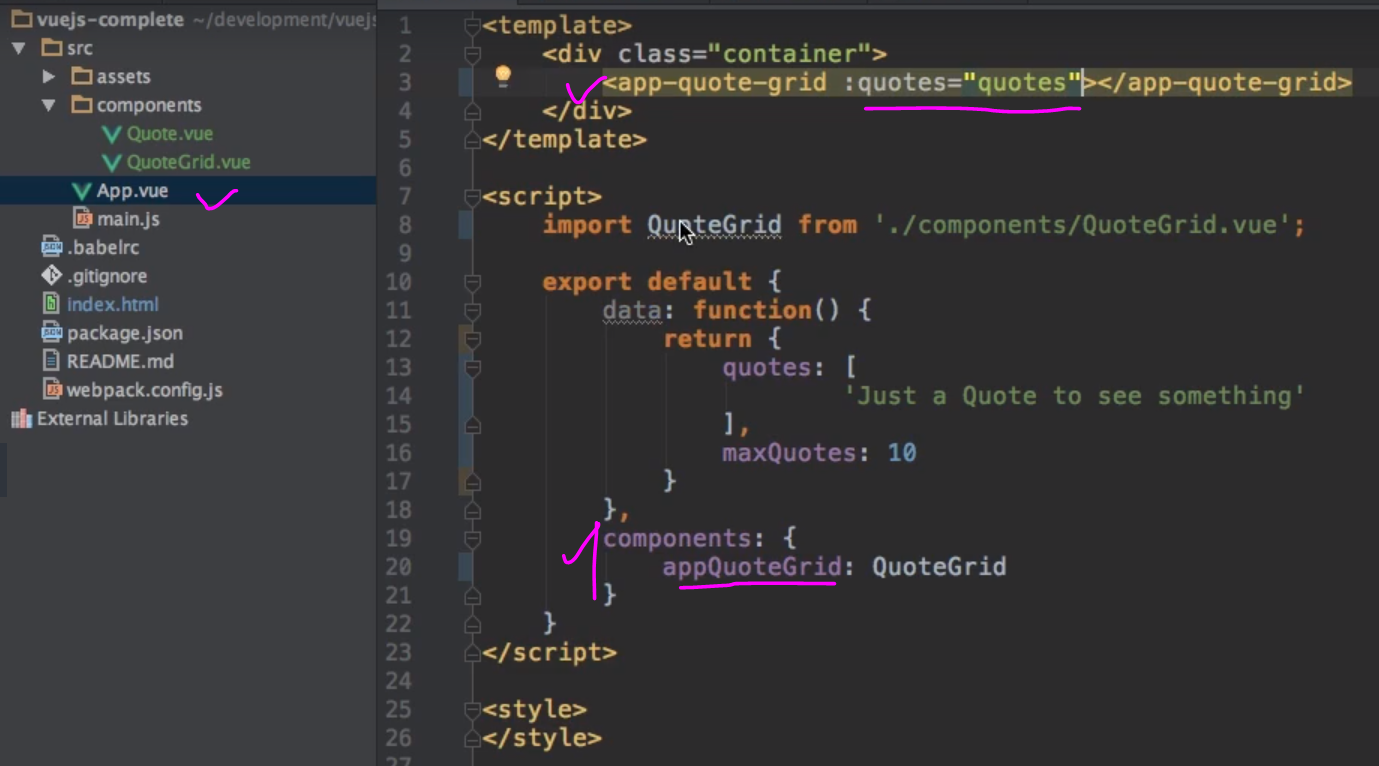 vuejs-complete ~/development/vuejs
src
assets
components
Quote.vue
QuoteGrid.vue
App.vue
main.js
.babelrc
.gitignore
index.html
package.json
README.md
webpack.config.js
External Libraries
1 <template>
2 <div class="container">
3 <app-quote-grid :quotes="quotes"></app-quote-grid>
4 </div>
5 </template>
6
7 <script>
8 import QuoteGrid from './components/QuoteGrid.vue';
9
10 export default {
11 data: function() {
12 return {
13 quotes: [
14 'Just a Quote to see something'
15 ],
16 maxQuotes: 10
17 }
18 },
19 components: {
20 appQuoteGrid: QuoteGrid
21 }
22 }
23 </script>
24
25 <style>
26 </style>
27